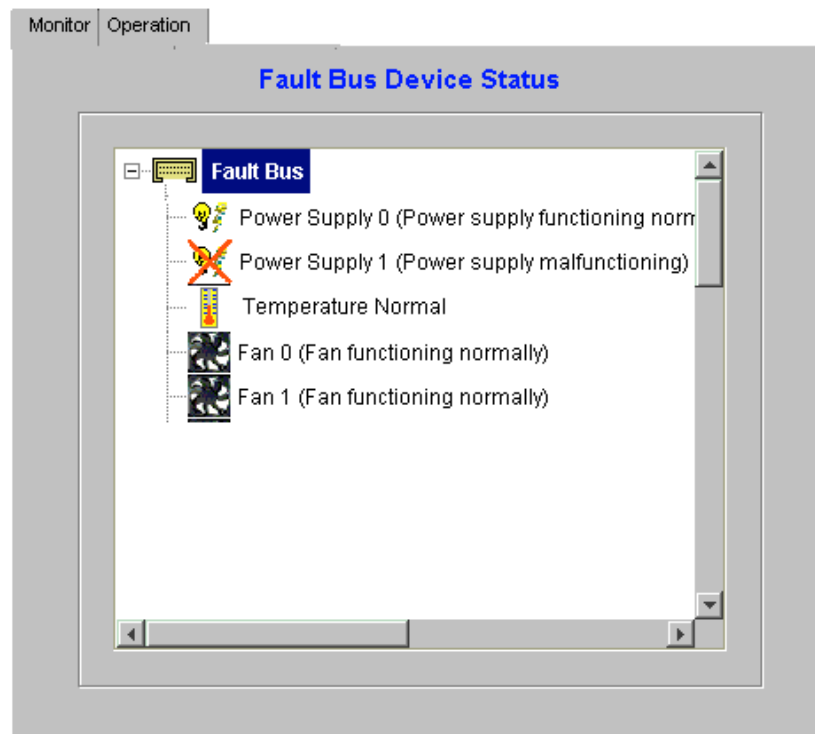 Monitor Operation
Fault Bus Device Status
Fault Bus
Power Supply 0 (Power supply functioning norm
Power Supply 1 (Power supply malfunctioning)
Temperature Normal
Fan 0 (Fan functioning normally)
Fan 1 (Fan functioning normally)